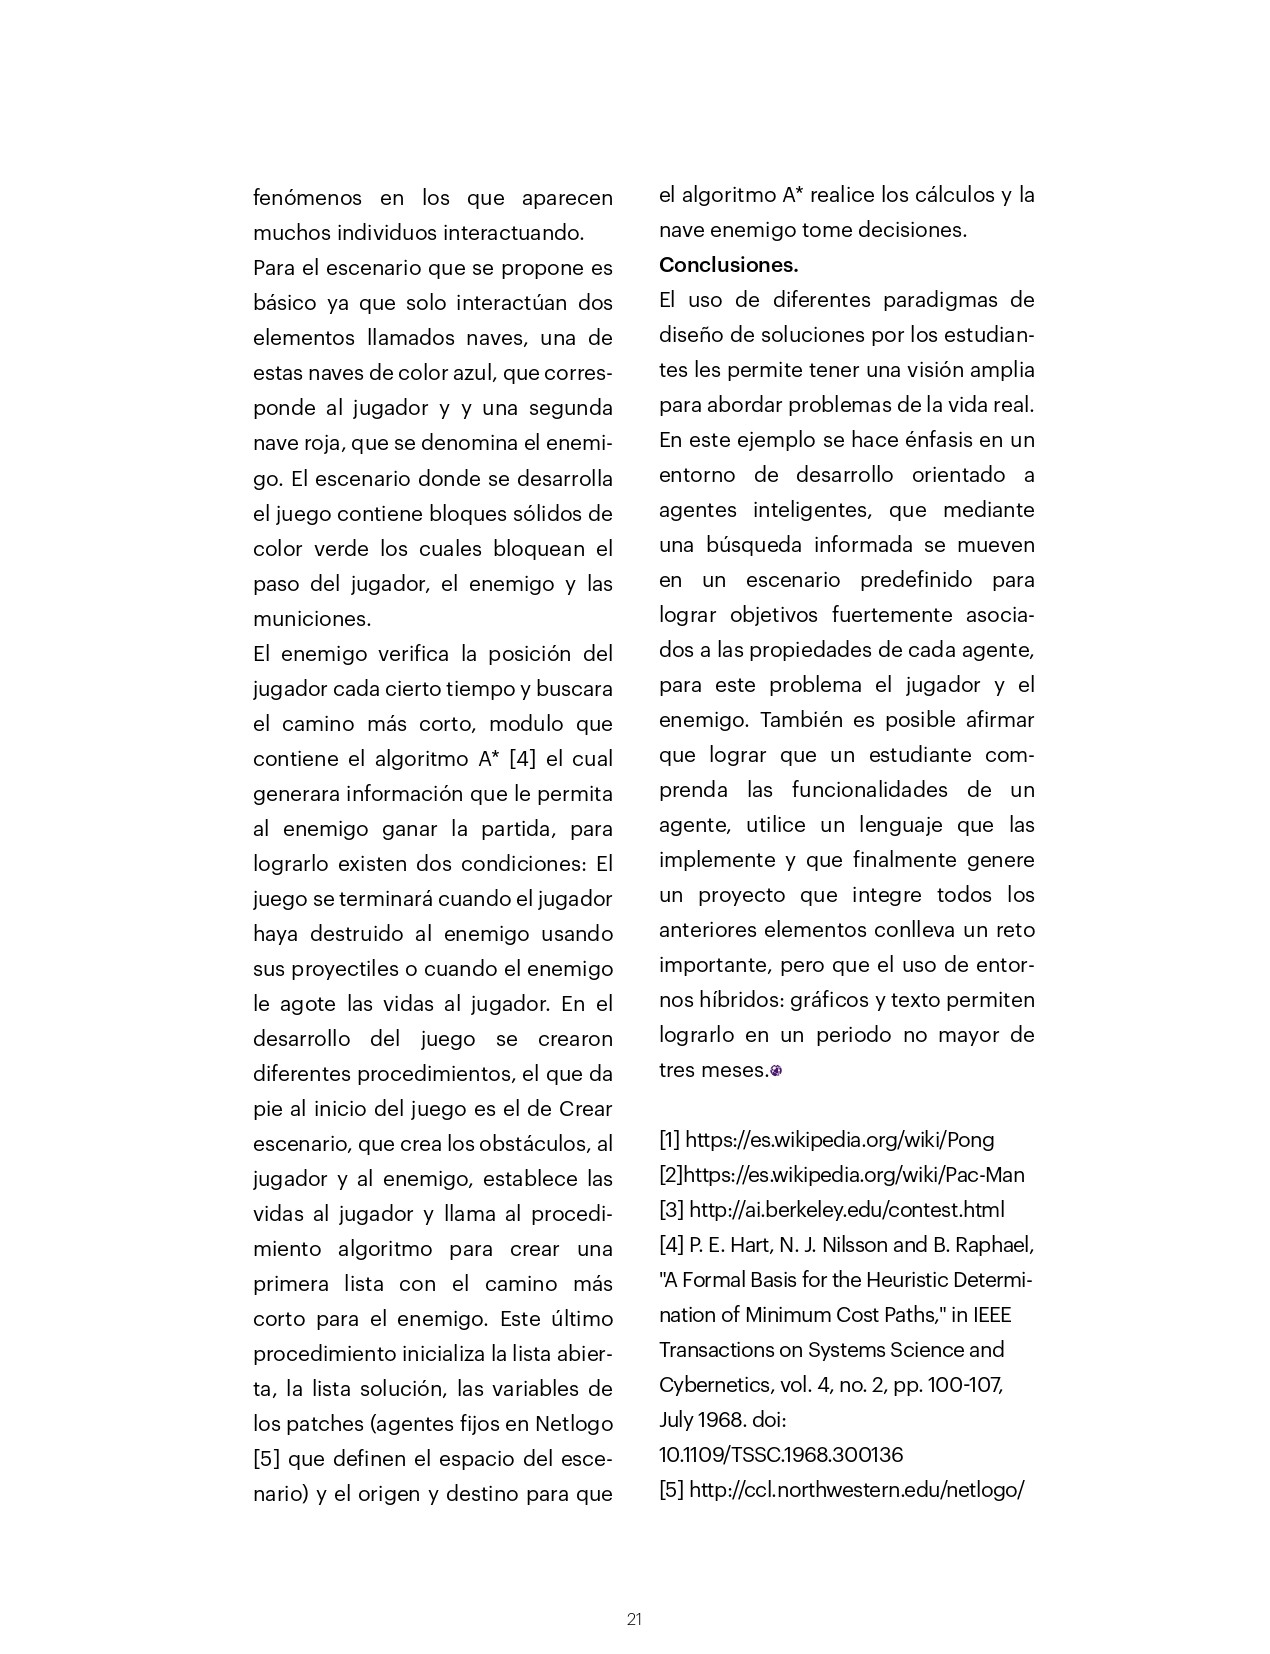 fenómenos en los que aparecen
muchos individuos interactuando.
Para el escenario que se propone es
básico ya que solo interactúan dos
elementos llamados naves, una de
estas naves de color azul, que corres-
ponde al jugador y y una segunda
nave roja, que se denomina el enemi-
go. El escenario donde se desarrolla
el juego contiene bloques sólidos de
color verde los cuales bloquean el
paso del jugador, el enemigo y las
municiones.
El enemigo verifica la posición del
jugador cada cierto tiempo y buscara
el camino más corto, modulo que
contiene el algoritmo A* [4] el cual
generara información que le permita
al enemigo ganar la partida, para
lograrlo existen dos condiciones: El
juego se terminará cuando el jugador
haya destruido al enemigo usando
sus proyectiles o cuando el enemigo
le agote las vidas al jugador. En el
desarrollo del juego se crearon
diferentes procedimientos, el que da
pie al inicio del juego es el de Crear
escenario, que crea los obstáculos, al
jugador y al enemigo, establece las
vidas al jugador y llama al procedi-
miento algoritmo para crear una
primera lista con el camino más
corto para el enemigo. Este último
procedimiento inicializa la lista abier-
ta, la lista solución, las variables de
los patches (agentes fijos en Netlogo
[5] que definen el espacio del esce-
nario) y el origen y destino para que
el algoritmo A* realice los cálculos y la
nave enemigo tome decisiones.
Conclusiones.
El uso de diferentes paradigmas de
diseño de soluciones por los estudian-
tes les permite tener una visión amplia
para abordar problemas de la vida real.
En este ejemplo se hace énfasis en un
entorno de desarrollo orientado a
agentes inteligentes, que mediante
una búsqueda informada se mueven
en un escenario predefinido para
lograr objetivos fuertemente asocia-
dos a las propiedades de cada agente,
para este problema el jugador y el
enemigo. También es posible afirmar
que lograr que un estudiante com-
prenda las funcionalidades de un
agente, utilice un lenguaje que las
implemente y que finalmente genere
un proyecto que integre todos los
anteriores elementos conlleva un reto
importante, pero que el uso de entor-
nos híbridos: gráficos y texto permiten
lograrlo en un periodo no mayor de
tres meses.
[1] https://es.wikipedia.org/wiki/Pong
[2]https://es.wikipedia.org/wiki/Pac-Man
[3] http://ai.berkeley.edu/contest.html
[4] P. E. Hart, N. J. Nilsson and B. Raphael,
"A Formal Basis for the Heuristic Determi-
nation of Minimum Cost Paths," in IEEE
Transactions on Systems Science and
Cybernetics, vol. 4, no. 2, pp. 100-107,
July 1968. doi:
10.1109/TSSC.1968.300136
[5] http://ccl.northwestern.edu/netlogo/
21